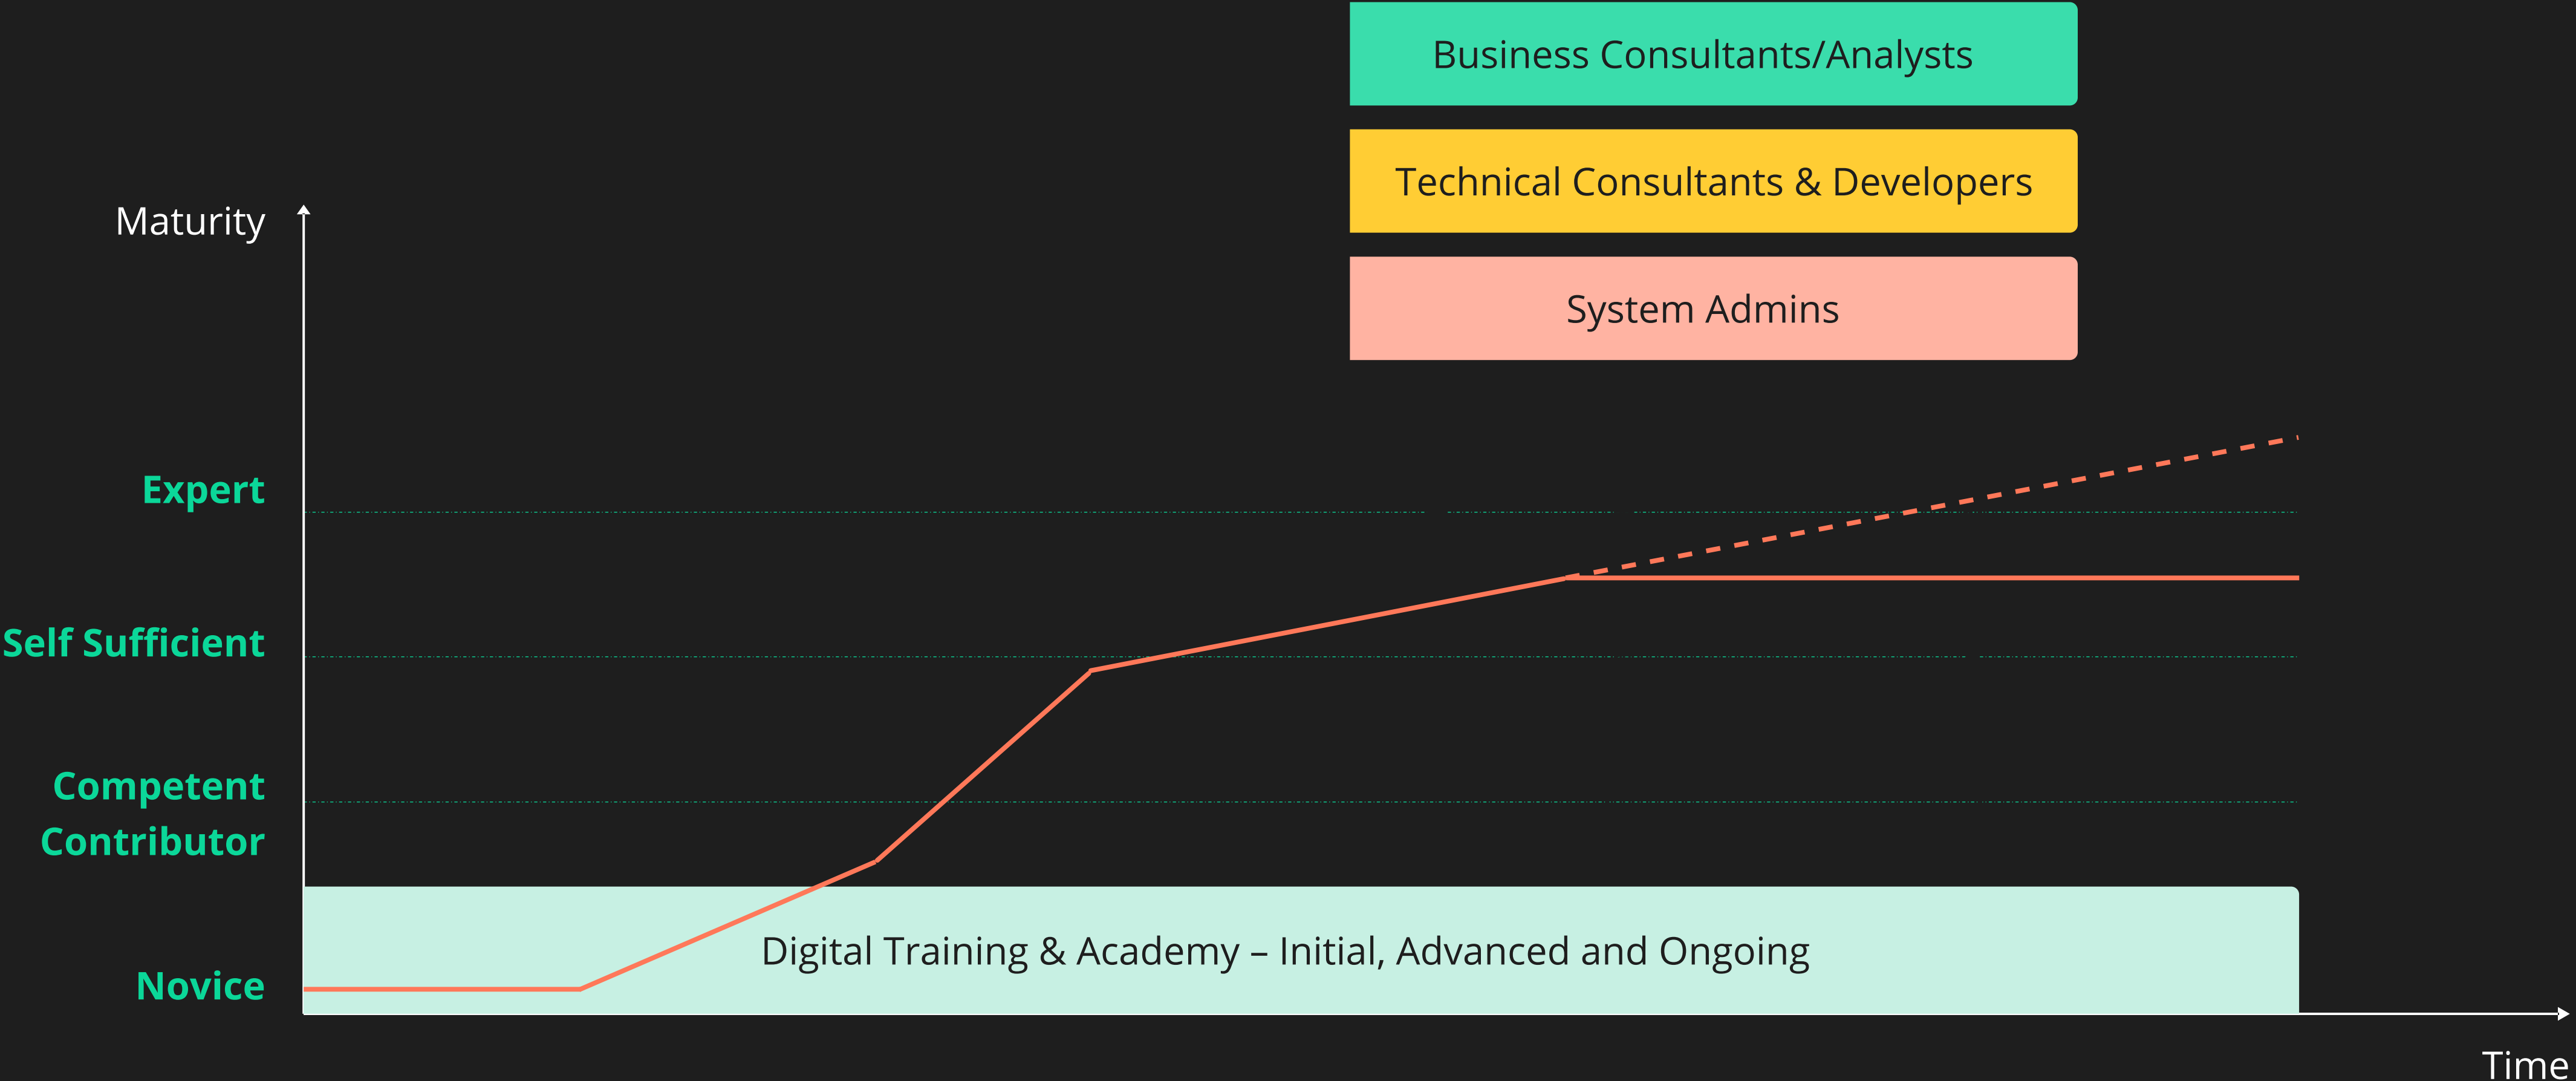 Business Consultants/Analysts
Technical Consultants & Developers
System Admins
Maturity
Expert
Self Sufficient
Competent
Contributor
Novice
Digital Training & Academy – Initial, Advanced and Ongoing
Time